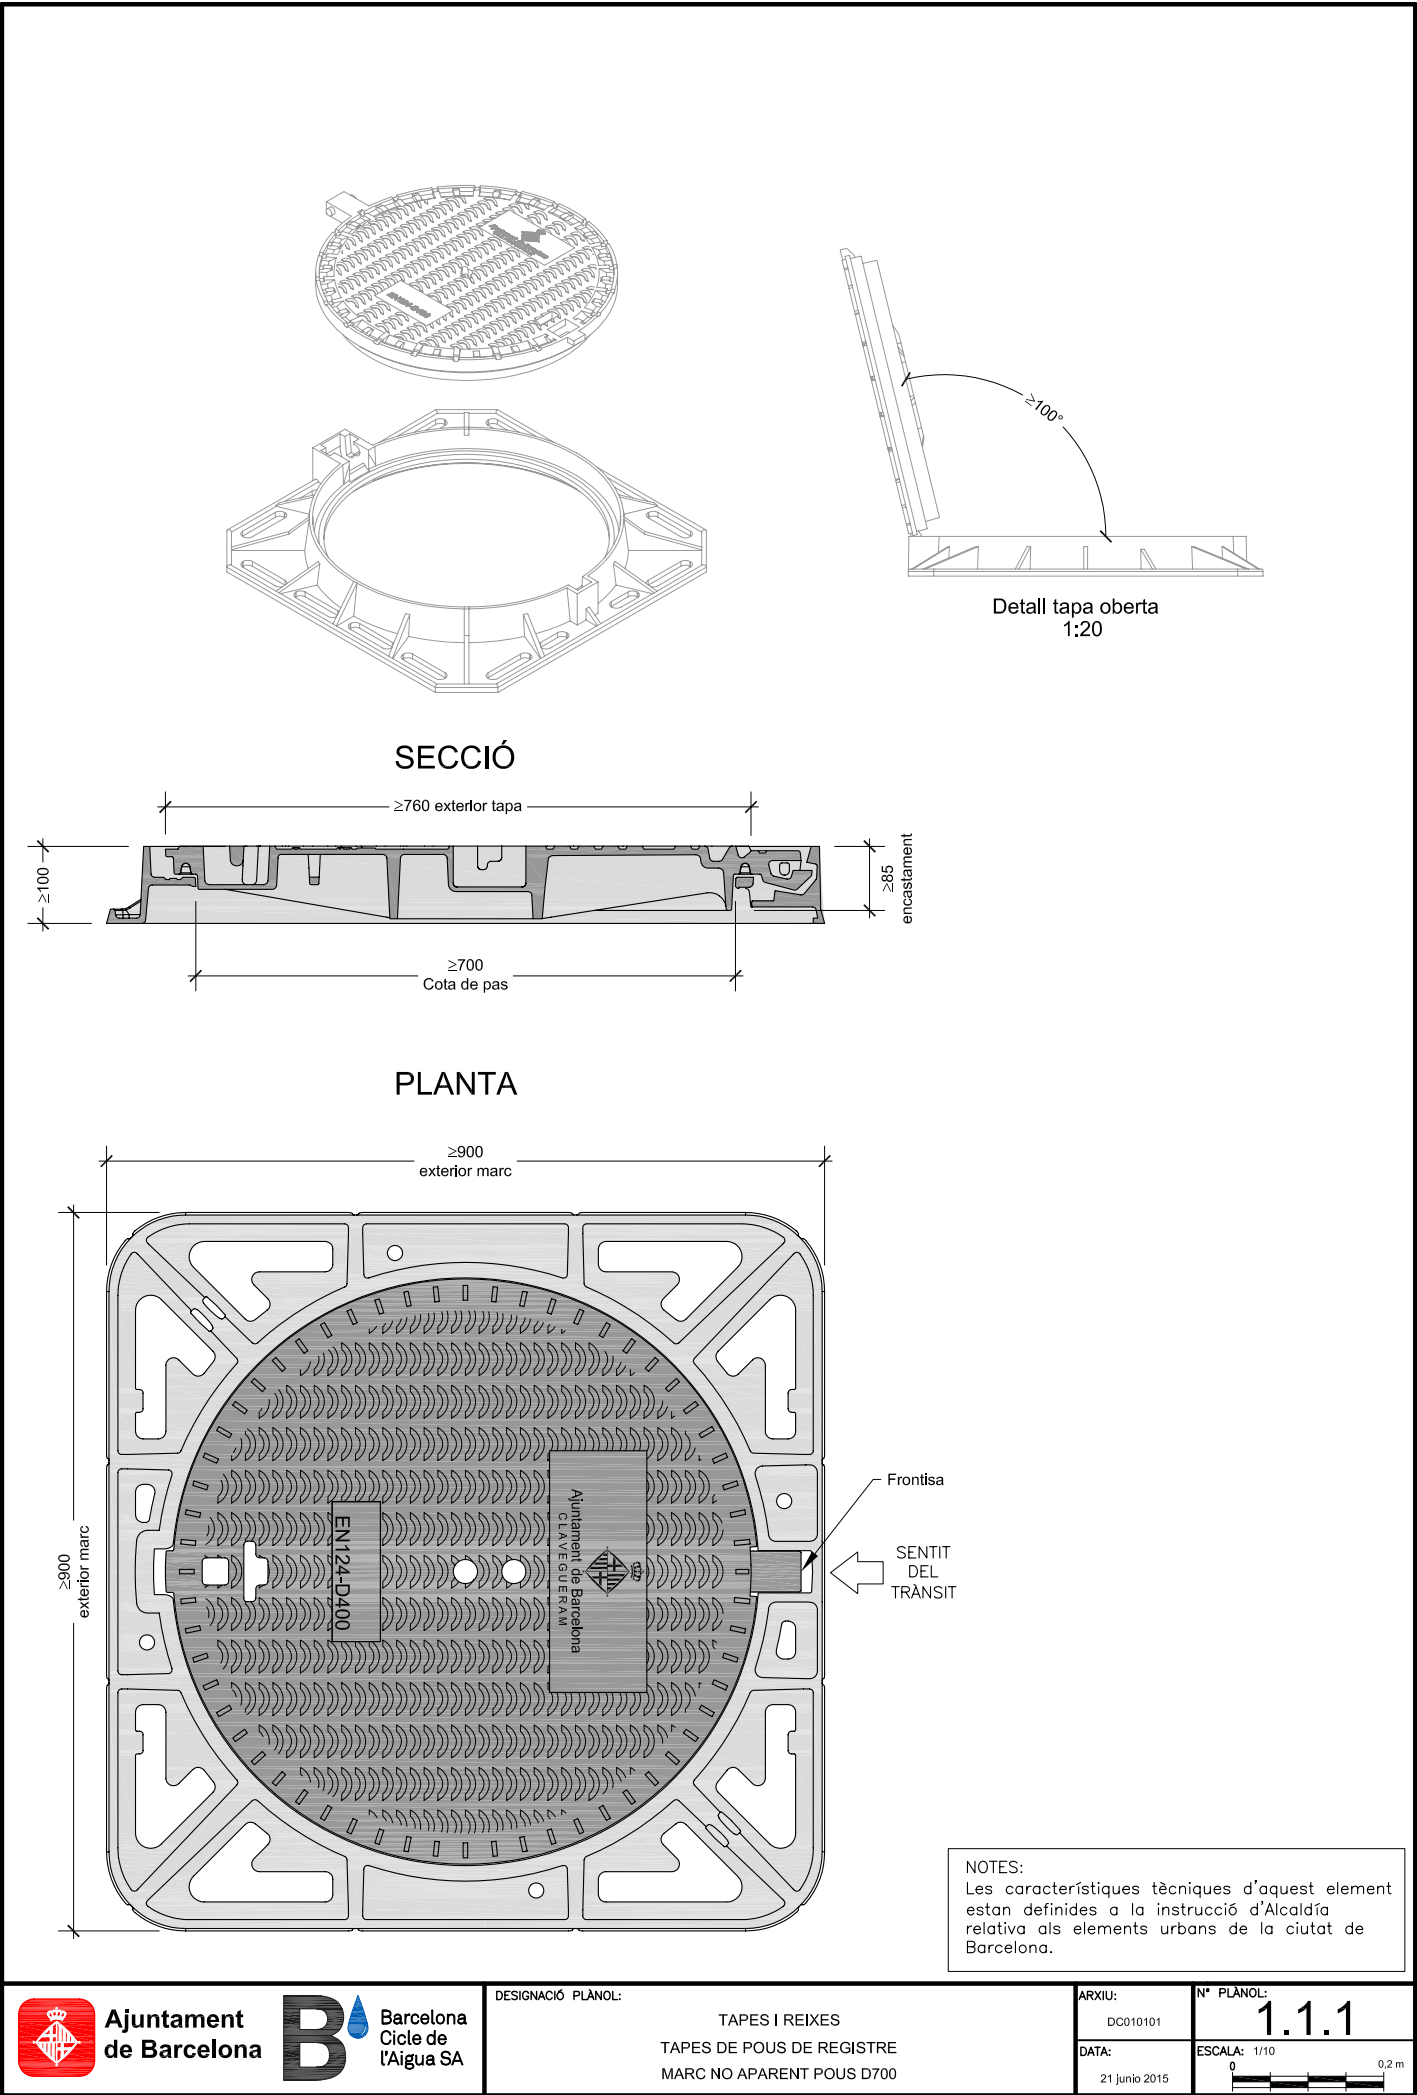 ≥100°
Detall tapa oberta
1:20
SECCIÓ
≥760 exterior tapa
≥100
≥85
encastament
≥700
Cota de pas
PLANTA
≥900
exterior marc
≥900
exterior marc
EN124-D400
Ajuntament de Barcelona
CLAVEGUERAM
Frontisa
SENTIT
DEL
TRÀNSIT
NOTES:
Les característiques tècniques d'aquest element
estan definides a la instrucció d'Alcaldía
relativa als elements urbans de la ciutat de
Barcelona.
Ajuntament
de Barcelona
B
Barcelona
Cicle de
l'Aigua SA
DESIGNACIÓ PLÀNOL:
TAPES I REIXES
TAPES DE POUS DE REGISTRE
MARC NO APARENT POUS D700
ARXIU:
DC010101
DATA:
21 junio 2015
Nº PLÀNOL:
1.1.1
ESCALA: 1/10
0 0,2 m